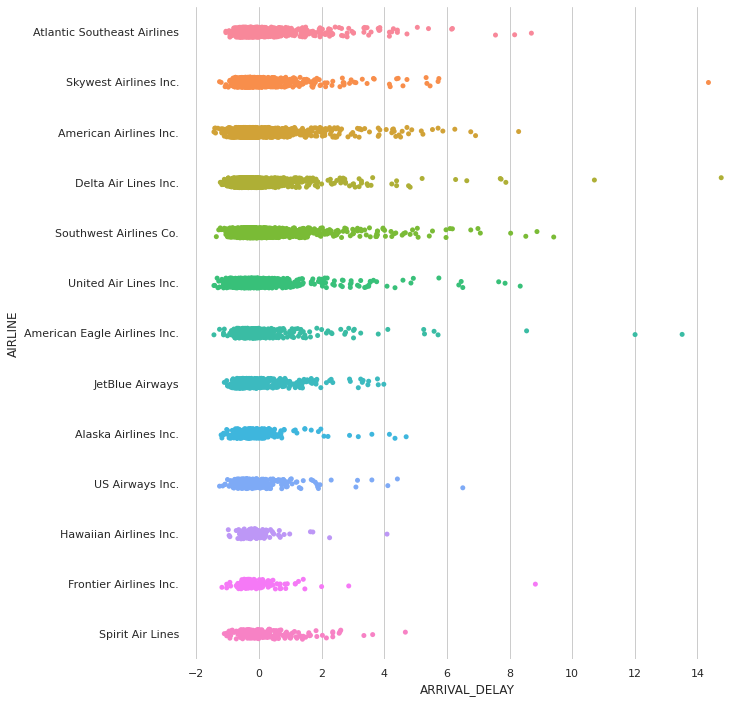 Atlantic Southeast Airlines
Skywest Airlines Inc.
American Airlines Inc.
Delta Air Lines Inc.
Southwest Airlines Co.
United Air Lines Inc.
American Eagle Airlines Inc.
JetBlue Airways
Alaska Airlines Inc.
US Airways Inc.
Hawaiian Airlines Inc.
Frontier Airlines Inc.
Spirit Air Lines
AIRLINE
−2 0 2 4 6 8 10 12 14
ARRIVAL_DELAY